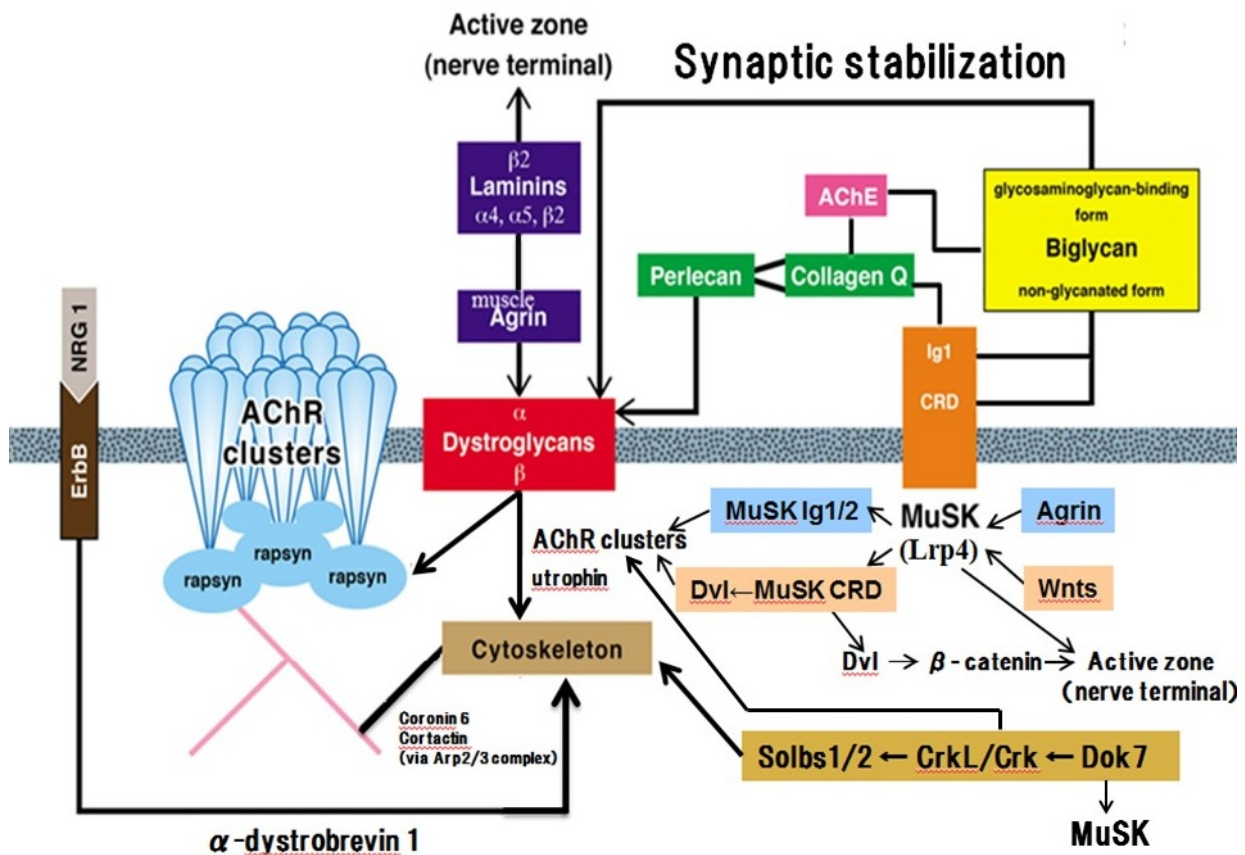 Active zone
(nerve terminal)
Synaptic stabilization
β2
Laminins
α4, α5, β2
muscle
Agrin
AChE
Perlecan
Collagen Q
glycosaminoglycan-binding
form
Biglycan
non-glycanated form
Ig1
CRD
NRG 1
ErbB
AChR
clusters
rapsyn
rapsyn
rapsyn
α
Dystroglycans
β
MuSK Ig1/2
MuSK
(Lrp4)
Agrin
AChR clusters
utrophin
Dvl←MuSK CRD
Wnts
Cytoskeleton
Dvl → β-catenin → Active zone
(nerve terminal)
Coronin 6
Cortactin
(via Arp2/3 complex)
Solbs1/2 ← CrkL/Crk ← Dok7
MuSK
α-dystrobrevin 1